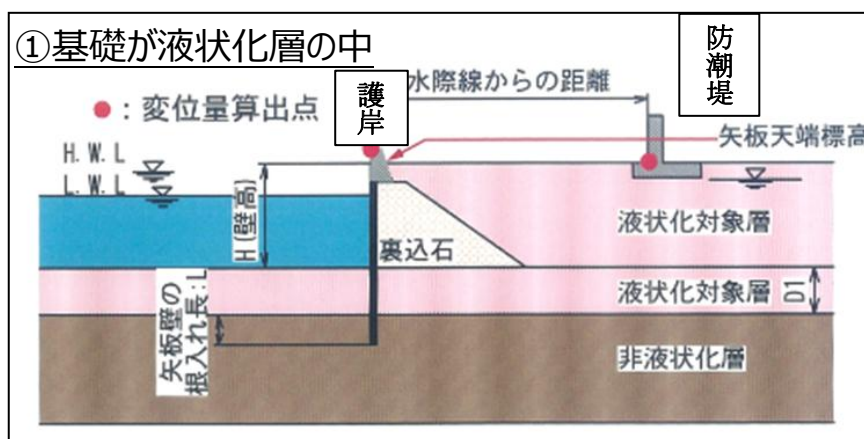 ①基礎が液状化層の中
防潮堤
護岸
水際線からの距離
●：変位量算出点
矢板天端標高
H. W. L
L. W. L
H(壁高)
裏込石
液状化対象層
液状化対象層
D1
矢板壁の
根入れ長:L
非液状化層